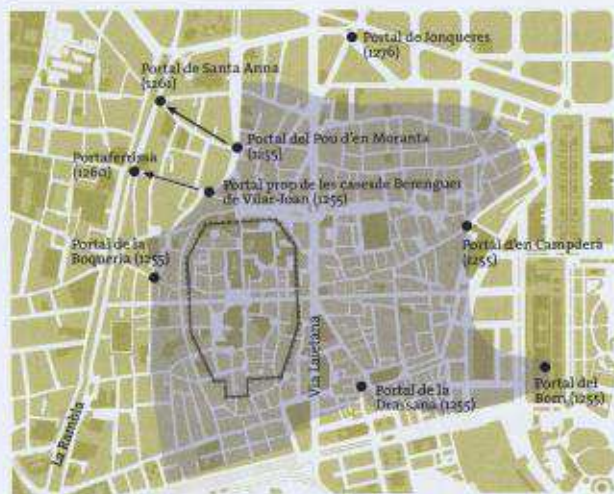 Portal de Jonqueres
(1276)
Portal de Santa Anna
(1261)
Portal del Pou d'en Moranta
(1255)
Portaferrissa
(1260)
Portal prop de les cases de Berenguer
de Vilar-Joan (1255)
Portal de la
Boqueria (1255)
Portal d'en Campderà
(1255)
Via Laietana
La Rambla
Portal de la
Drassana (1255)
Portal del
Born (1255)